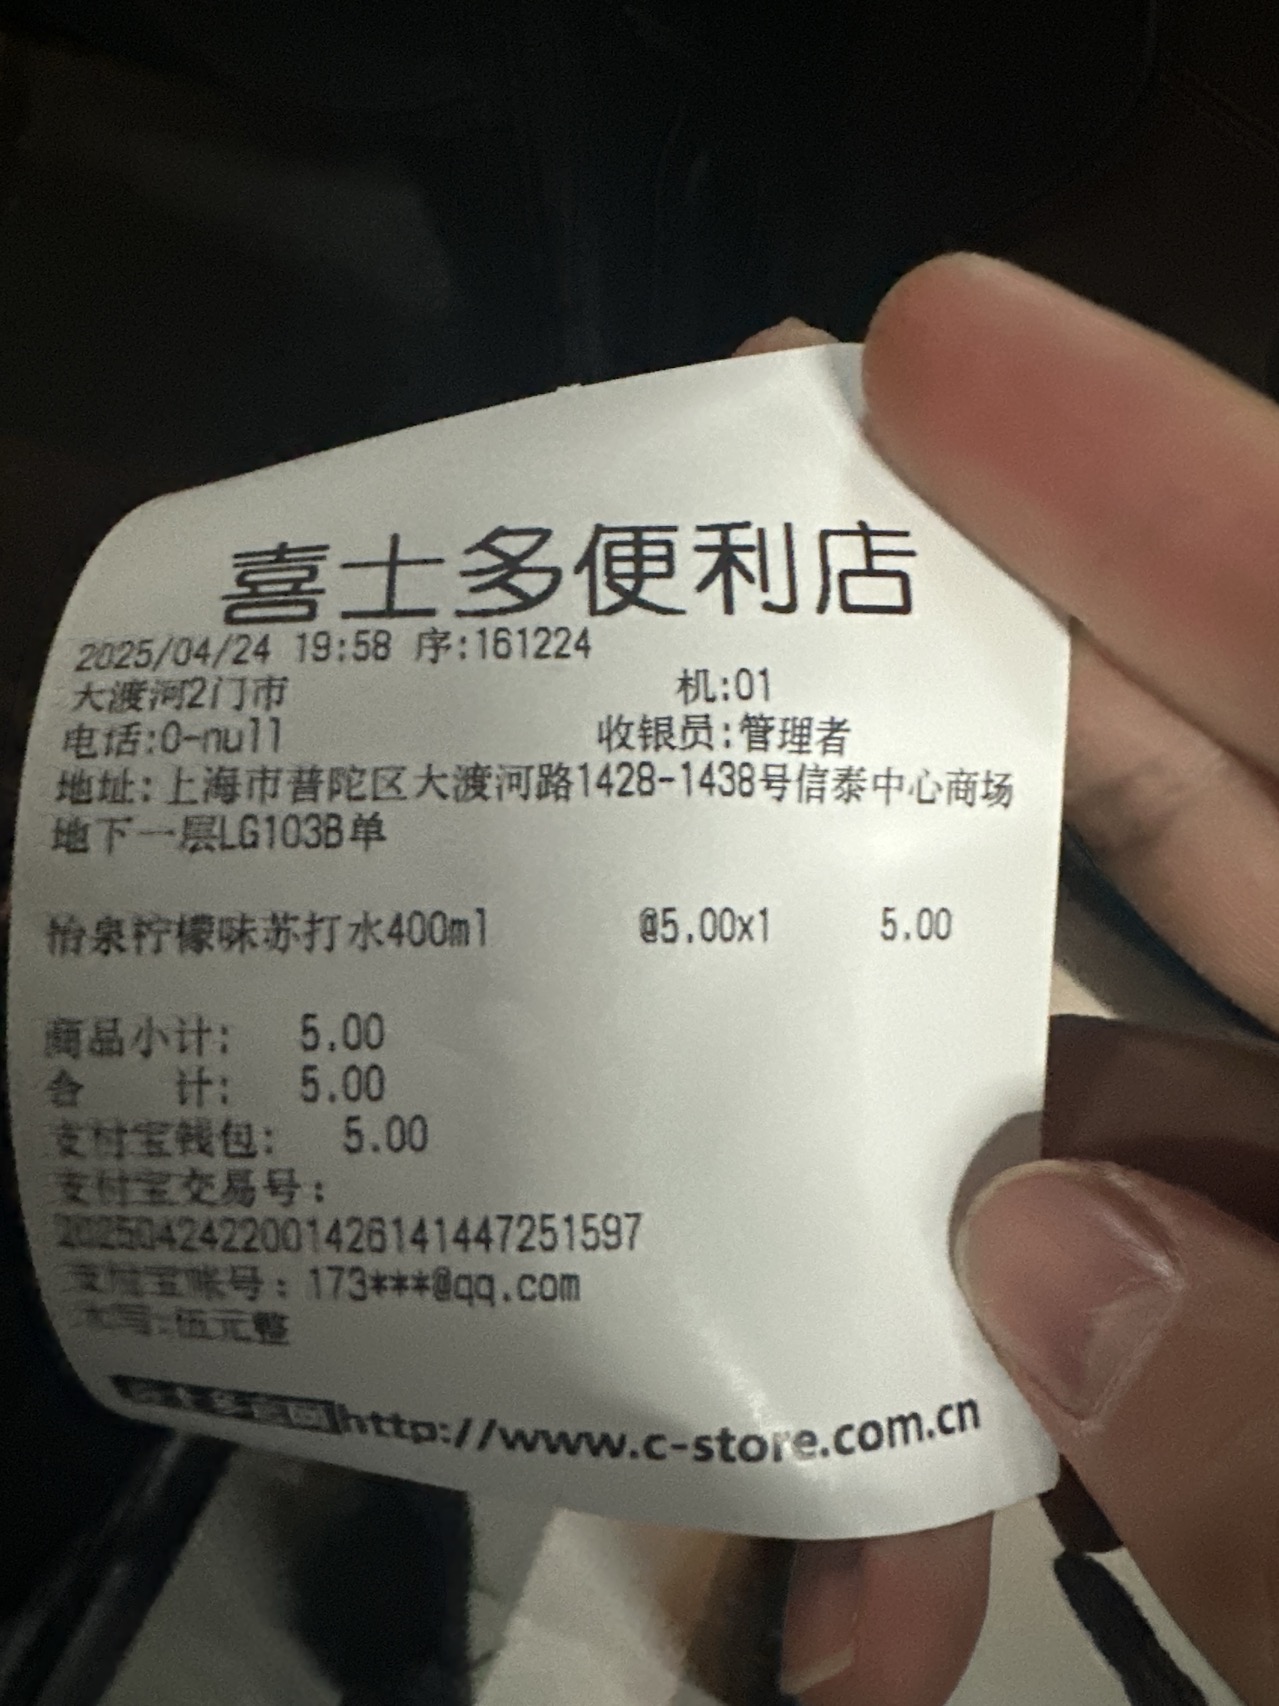 喜士多便利店
2025/04/24 19:58 序:161224
大渡河2门市 机:01
电话:0-null 收银员:管理者
地址:上海市普陀区大渡河路1428-1438号信泰中心商场
地下一层LG103B单
怡泉柠檬味苏打水400ml @5.00x1 5.00
商品小计: 5.00
合 计: 5.00
支付宝钱包: 5.00
支付宝交易号:
2025042422001426141447251597
支付宝账号:173***@qq.com
大写:伍元整
http://www.c-store.com.cn